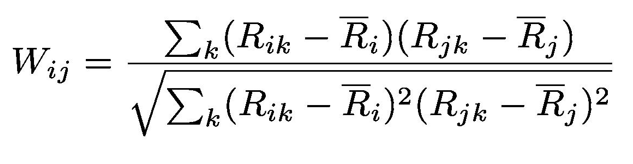 W_{ij} = \frac{\sum_k (R_{ik} - \overline{R}_i)(R_{jk} - \overline{R}_j)}{\sqrt{\sum_k (R_{ik} - \overline{R}_i)^2 (R_{jk} - \overline{R}_j)^2}}